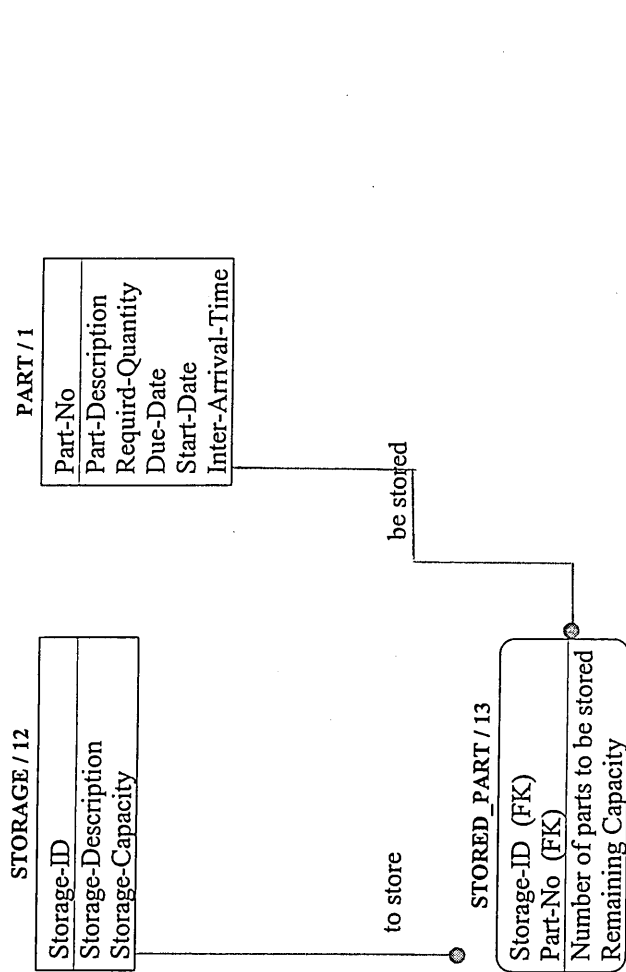 PART / 1
Part-No
Part-Description
Requird-Quantity
Due-Date
Start-Date
Inter-Arrival-Time
STORAGE / 12
Storage-ID
Storage-Description
Storage-Capacity
be stored
to store
STORED_PART / 13
Storage-ID (FK)
Part-No (FK)
Number of parts to be stored
Remaining Capacity